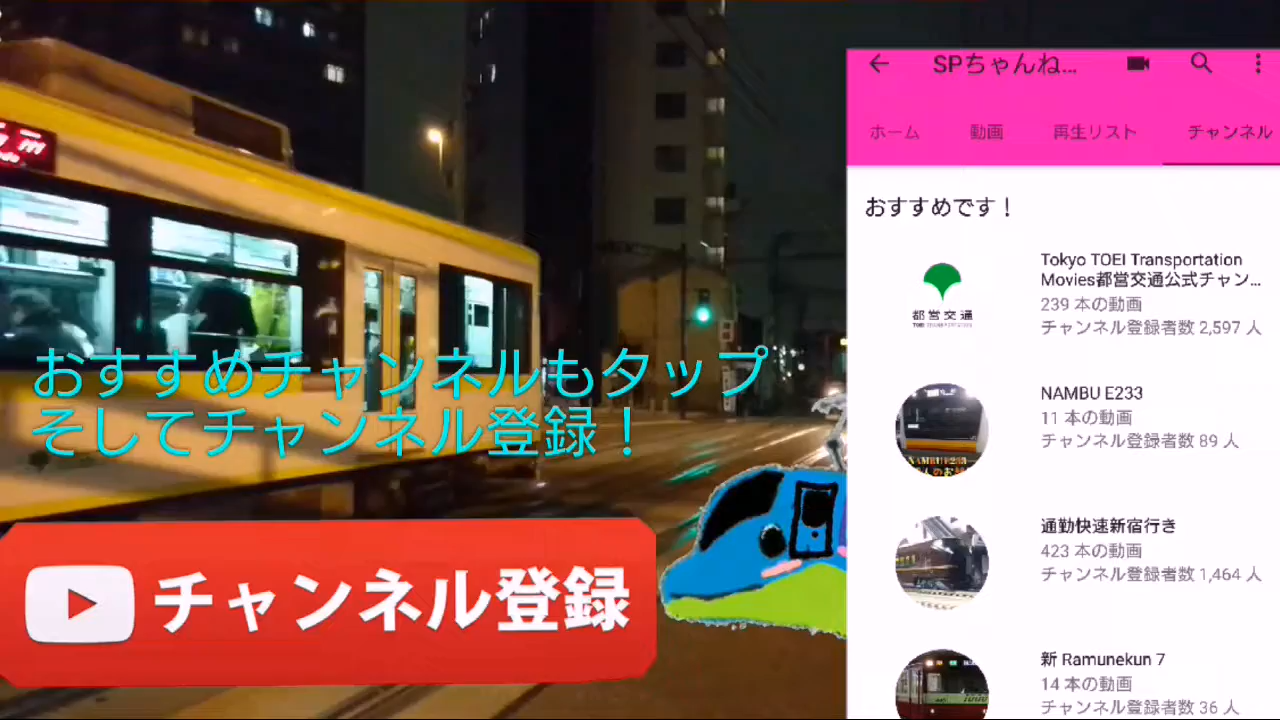 おすすめチャンネルもタップ
そしてチャンネル登録！
チャンネル登録
SPちゃんね…
ホーム
動画
再生リスト
チャンネル
おすすめです！
都営交通
Tokyo TOEI Transportation
Movies都営交通公式チャン...
239 本の動画
チャンネル登録者数 2,597 人
NAMBU E233
11 本の動画
チャンネル登録者数 89 人
通勤快速新宿行き
423 本の動画
チャンネル登録者数 1,464 人
新 Ramunekun 7
14 本の動画
チャンネル登録者数 36 人